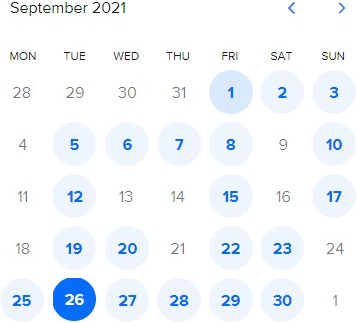 September 2021
MON TUE WED THU FRI SAT SUN
28 29 30 31 1 2 3
4 5 6 7 8 9 10
11 12 13 14 15 16 17
18 19 20 21 22 23 24
25 26 27 28 29 30 1